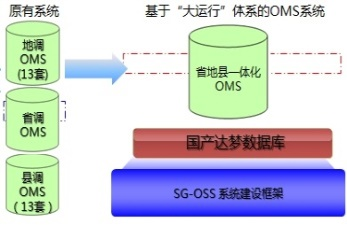 原有系统
基于“大运行”体系的OMS系统
地调
OMS
(13套)
省调
OMS
县调
OMS
（13套）
省地县一体化
OMS
国产达梦数据库
SG-OSS 系统建设框架